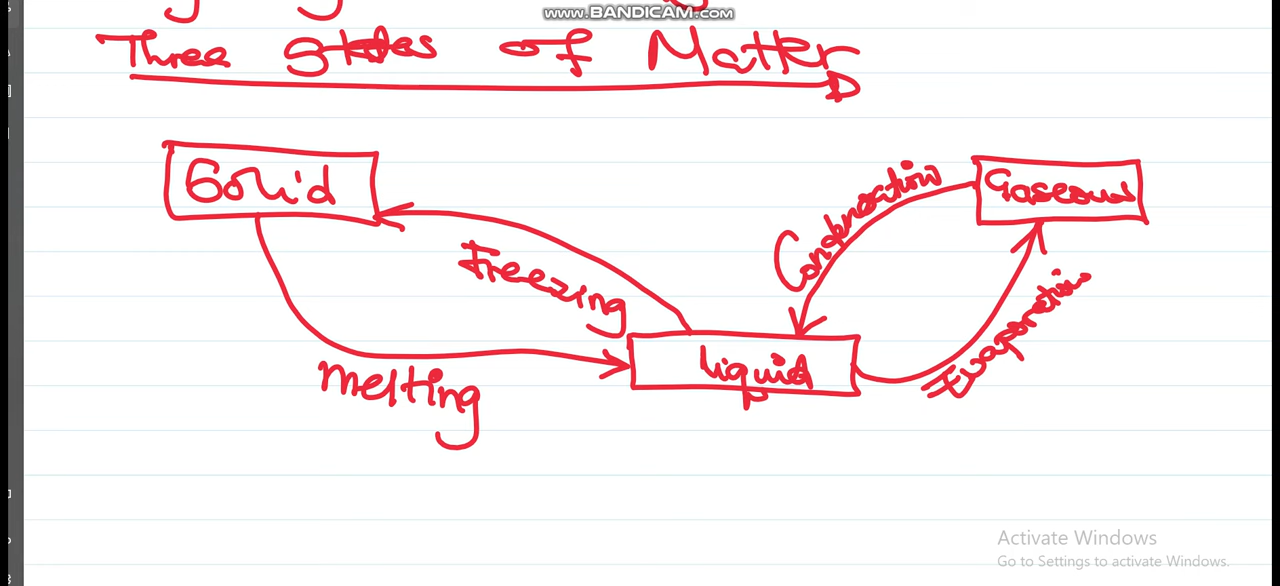 www.BANDICAM.com
Three states of Matter
Solid
Gaseous
Condensation
Freezing
Evaporation
liquid
melting
Activate Windows
Go to Settings to activate Windows.